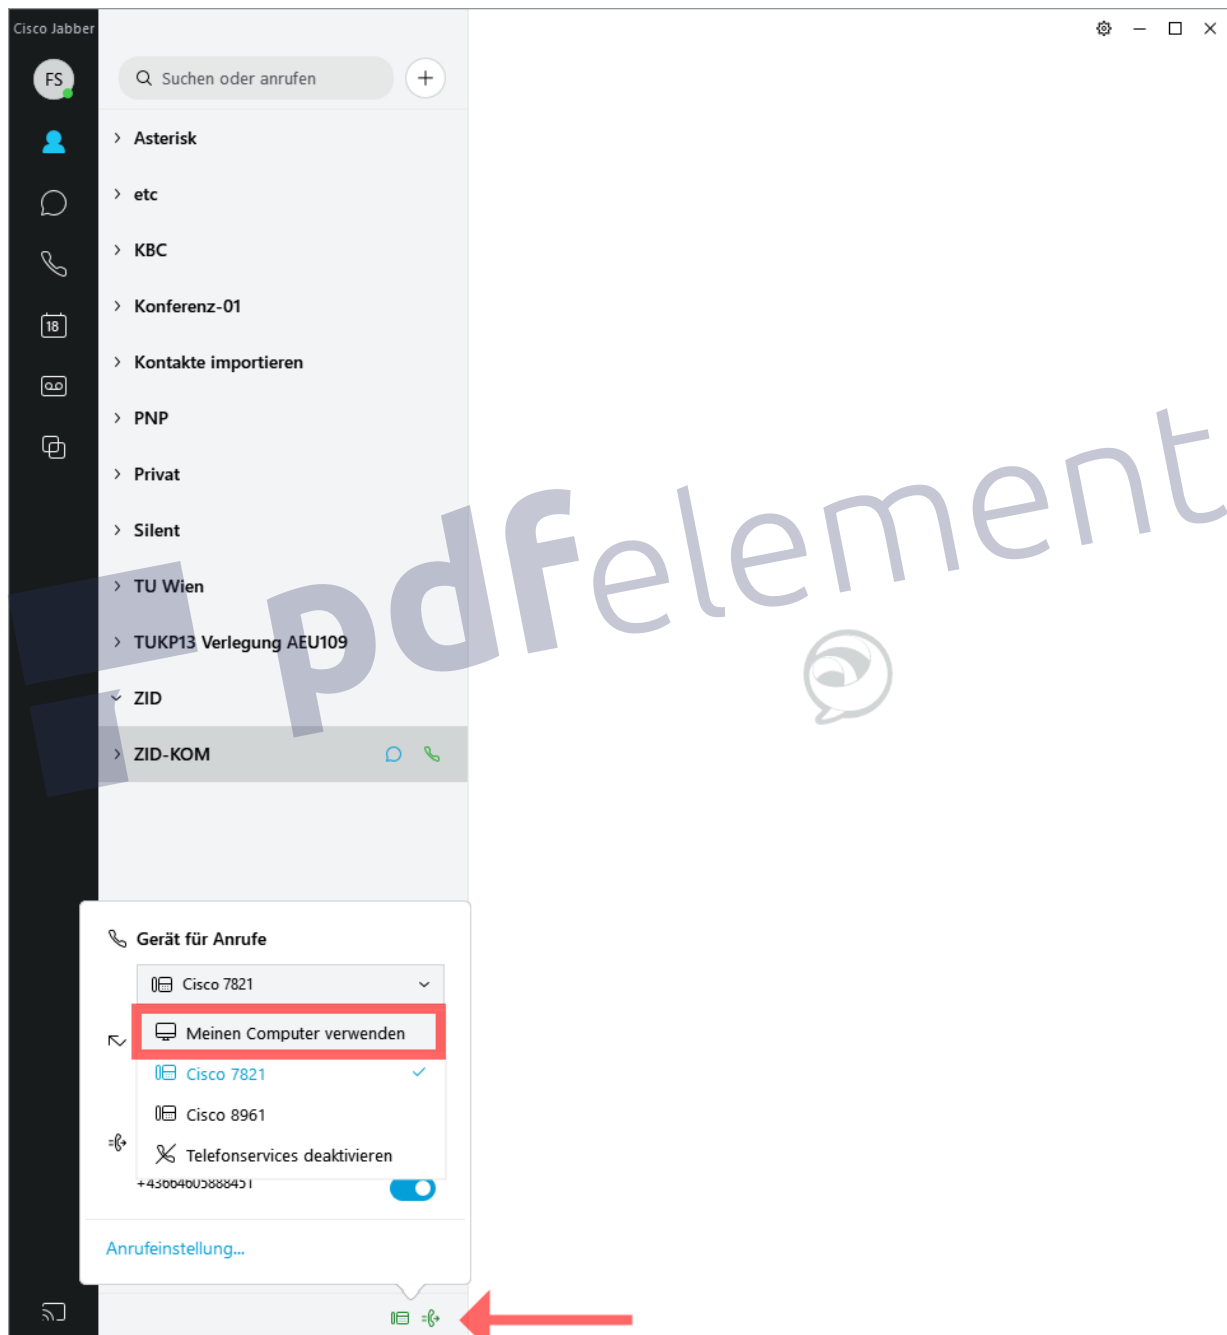 Cisco Jabber
FS
Suchen oder anrufen
Asterisk
etc
KBC
Konferenz-01
18
Kontakte importieren
PNP
Privat
Silent
TU Wien
TUKP13 Verlegung AEU109
ZID
ZID-KOM
pdfelement
Gerät für Anrufe
Cisco 7821
Meinen Computer verwenden
Cisco 7821
Cisco 8961
Telefonservices deaktivieren
+43664605888451
Anrufeinstellung...